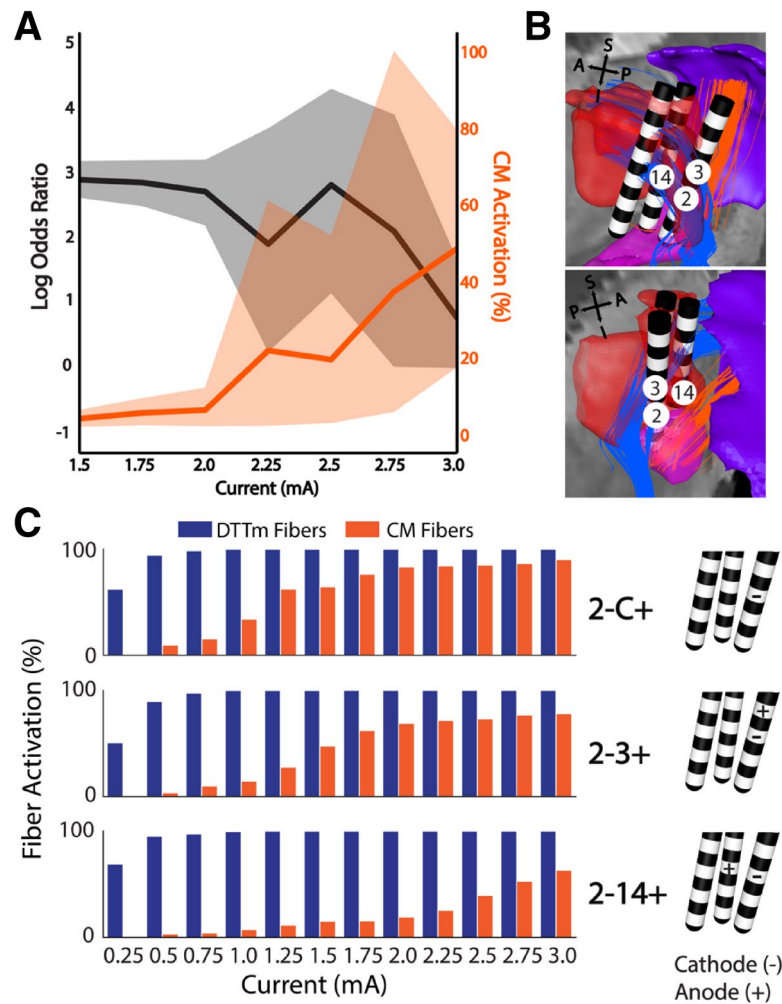 A
5
4
3
2
1
0
-1
Log Odds Ratio
1.5 1.75 2.0 2.25 2.5 2.75 3.0
Current (mA)
100
80
60
40
20
0
CM Activation (%)
B
S
A P
I
14 3
2
S
P A
I
3 14
2
C
DTTm Fibers CM Fibers
Fiber Activation (%)
100
0
2-C+
-
100
0
2-3+
+
-
100
0
2-14+
+ -
0.25 0.5 0.75 1.0 1.25 1.5 1.75 2.0 2.25 2.5 2.75 3.0
Current (mA)
Cathode (-)
Anode (+)